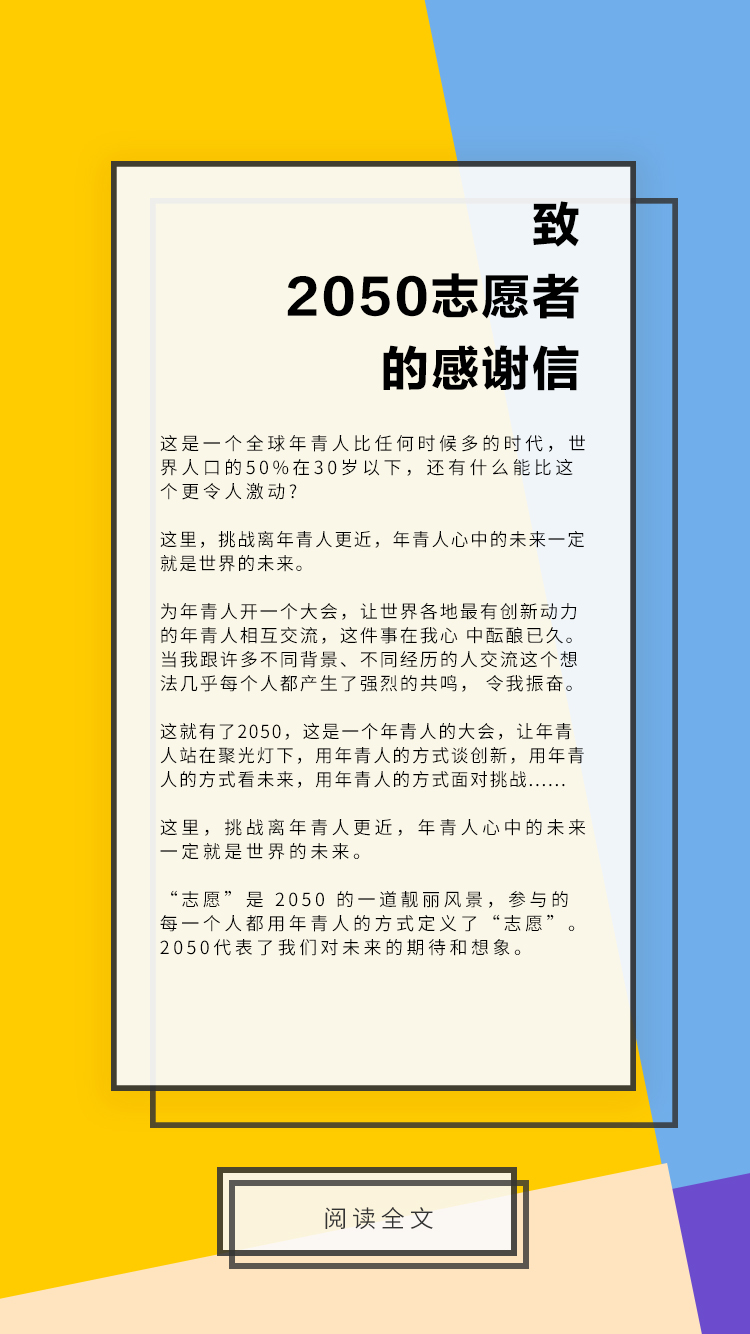 致
2050志愿者
的感谢信
这是一个全球年青人比任何时候多的时代，世
界人口的50%在30岁以下，还有什么能比这
个更令人激动?
这里，挑战离年青人更近，年青人心中的未来一定
就是世界的未来。
为年青人开一个大会，让世界各地最有创新动力
的年青人相互交流，这件事在我心 中酝酿已久。
当我跟许多不同背景、不同经历的人交流这个想
法几乎每个人都产生了强烈的共鸣， 令我振奋。
这就有了2050，这是一个年青人的大会，让年青
人站在聚光灯下，用年青人的方式谈创新，用年青
人的方式看未来，用年青人的方式面对挑战......
这里，挑战离年青人更近，年青人心中的未来
一定就是世界的未来。
“志愿”是 2050 的一道靓丽风景，参与的
每一个人都用年青人的方式定义了“志愿”。
2050代表了我们对未来的期待和想象。
阅读全文